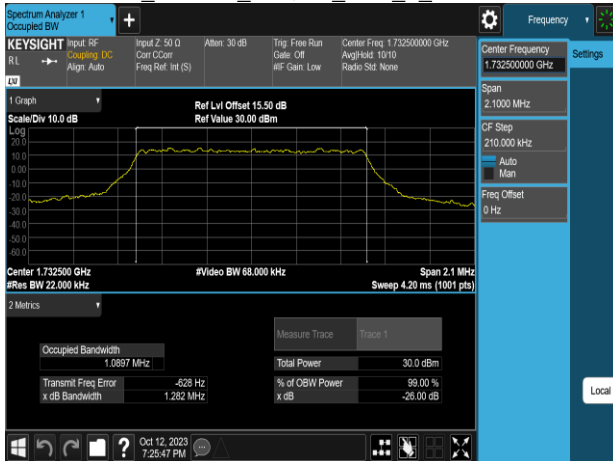 Spectrum Analyzer 1
Occupied BW
+
Frequency
KEYSIGHT
RL
LXI
Input: RF
Coupling: DC
Align: Auto
Input Z: 50 Ω
Corr CCorr
Freq Ref: Int (S)
Atten: 30 dB
Trig: Free Run
Gate: Off
#IF Gain: Low
Center Freq: 1.732500000 GHz
Avg|Hold: 10/10
Radio Std: None
Center Frequency
1.732500000 GHz
Settings
Span
2.1000 MHz
CF Step
210.000 kHz
Auto
Man
Freq Offset
0 Hz
Local
1 Graph
Scale/Div 10.0 dB
Ref Lvl Offset 15.50 dB
Ref Value 30.00 dBm
Log
20.0
10.0
0.00
-10.0
-20.0
-30.0
-40.0
-50.0
-60.0
Center 1.732500 GHz
#Video BW 68.000 kHz
Span 2.1 MHz
#Res BW 22.000 kHz
Sweep 4.20 ms (1001 pts)
2 Metrics
Measure Trace
Trace 1
Occupied Bandwidth
1.0897 MHz
Total Power
30.0 dBm
Transmit Freq Error
-628 Hz
% of OBW Power
99.00 %
x dB Bandwidth
1.282 MHz
x dB
-26.00 dB
?
Oct 12, 2023
7:25:47 PM